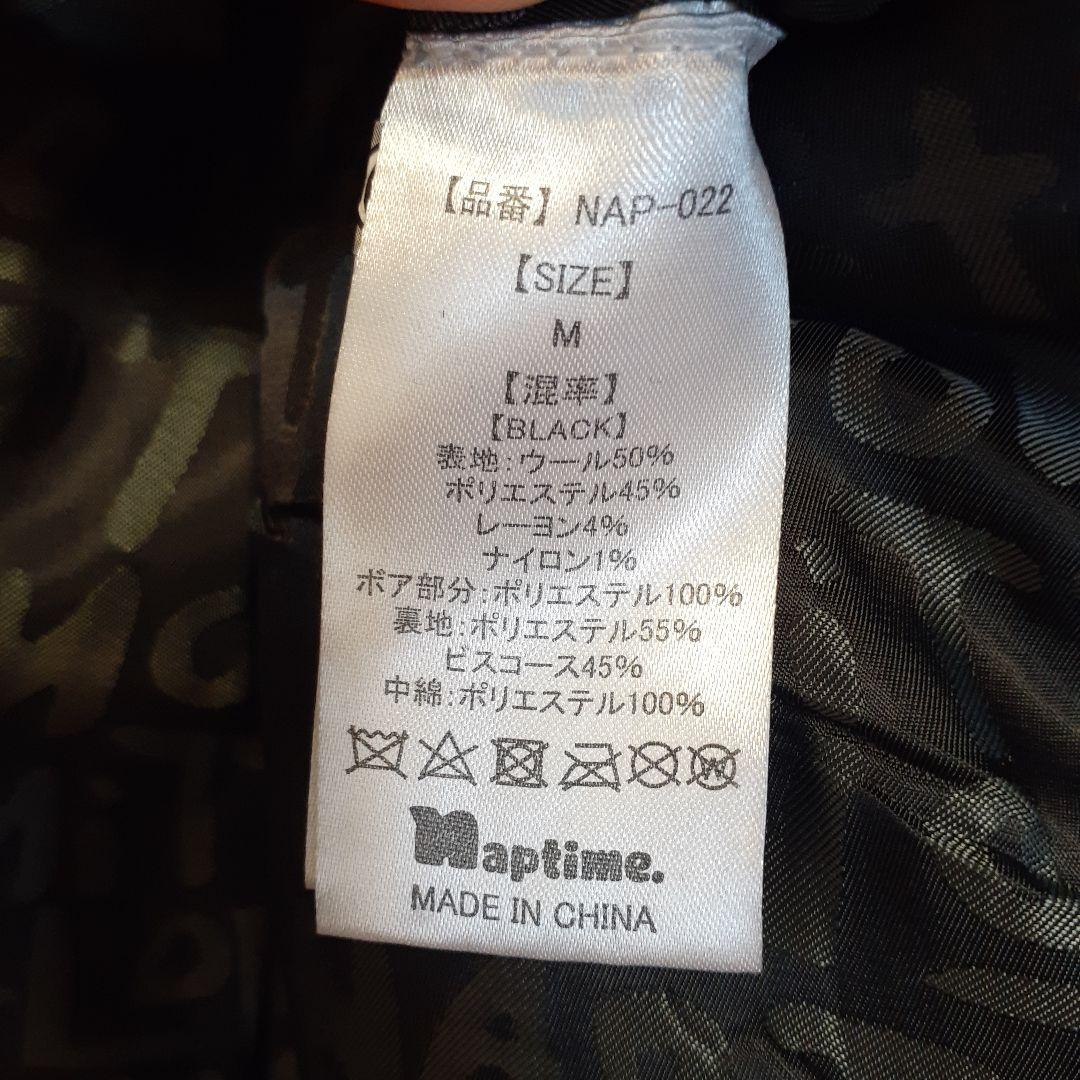 【品番】 NAP-022
【SIZE】
M
【混率】
【BLACK】
表地:ウール50%
ポリエステル45%
レーヨン4%
ナイロン1%
ボア部分:ポリエステル100%
裏地:ポリエステル55%
ビスコース45%
中綿:ポリエステル100%
W
Naptime.
MADE IN CHINA